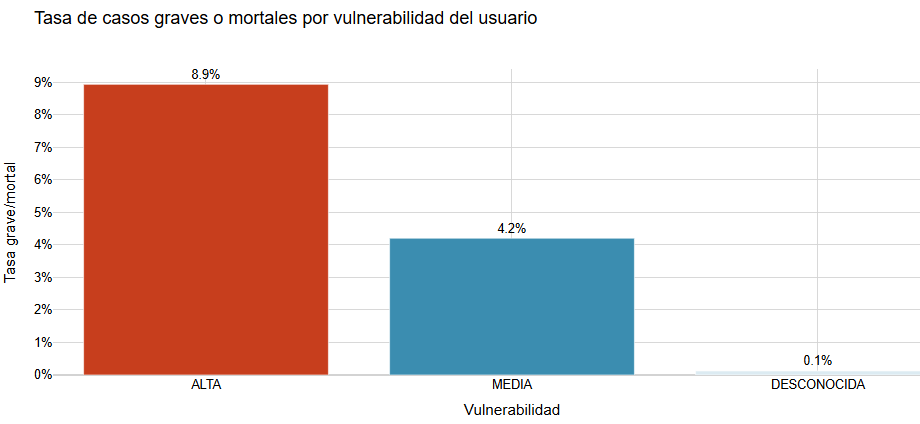 Tasa de casos graves o mortales por vulnerabilidad del usuario
8.9%
9%
8%
7%
6%
5%
4.2%
4%
3%
2%
1%
0.1%
0%
Tasa grave/mortal
ALTA
MEDIA
DESCONOCIDA
Vulnerabilidad